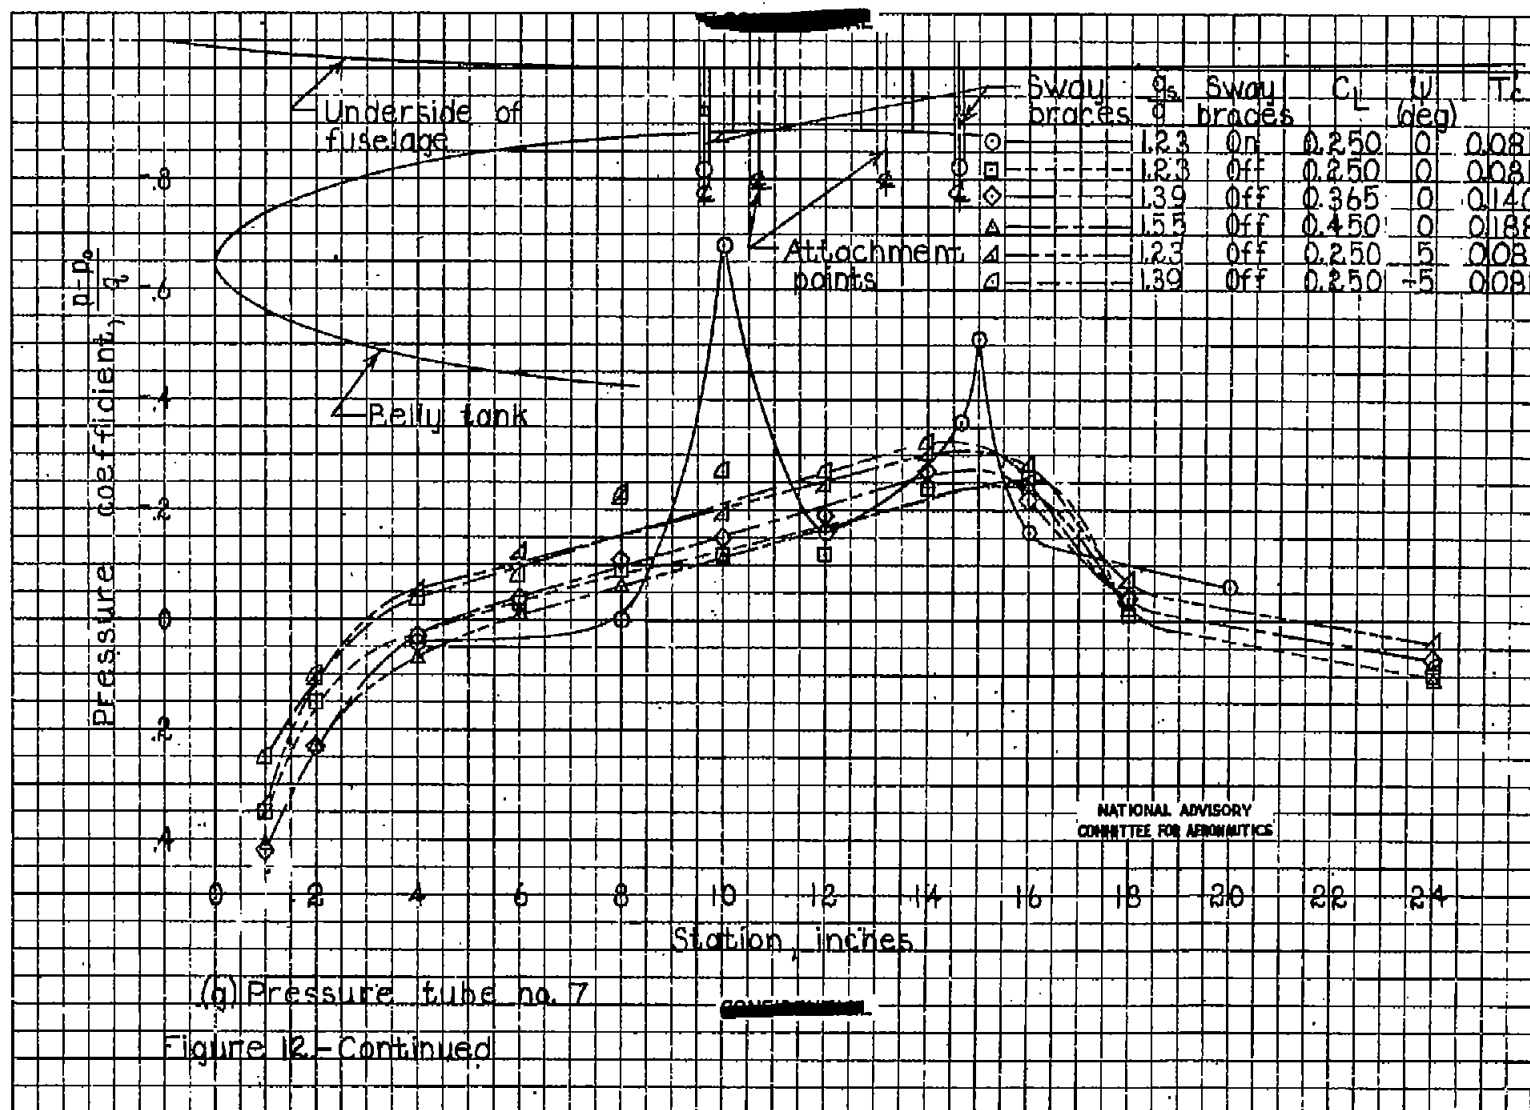 Underside of
fuselage
Sway
braces
Sway
braces
C_L
ψ
(deg)
1.23 On 0.250 0
1.23 Off 0.250 0
1.39 Off 0.365 0
1.55 Off 0.450 0
1.23 Off 0.250 5
1.39 Off 0.250 -5
Attachment
points
Belly tank
Pressure coefficient, p-p₀/q
-.8
-.6
-.4
-.2
0
.2
.4
0 2 4 6 8 10 12 14 16 18 20 22 24
Station, inches
NATIONAL ADVISORY
COMMITTEE FOR AERONAUTICS
(g) Pressure tube no. 7
Figure 12.-Continued